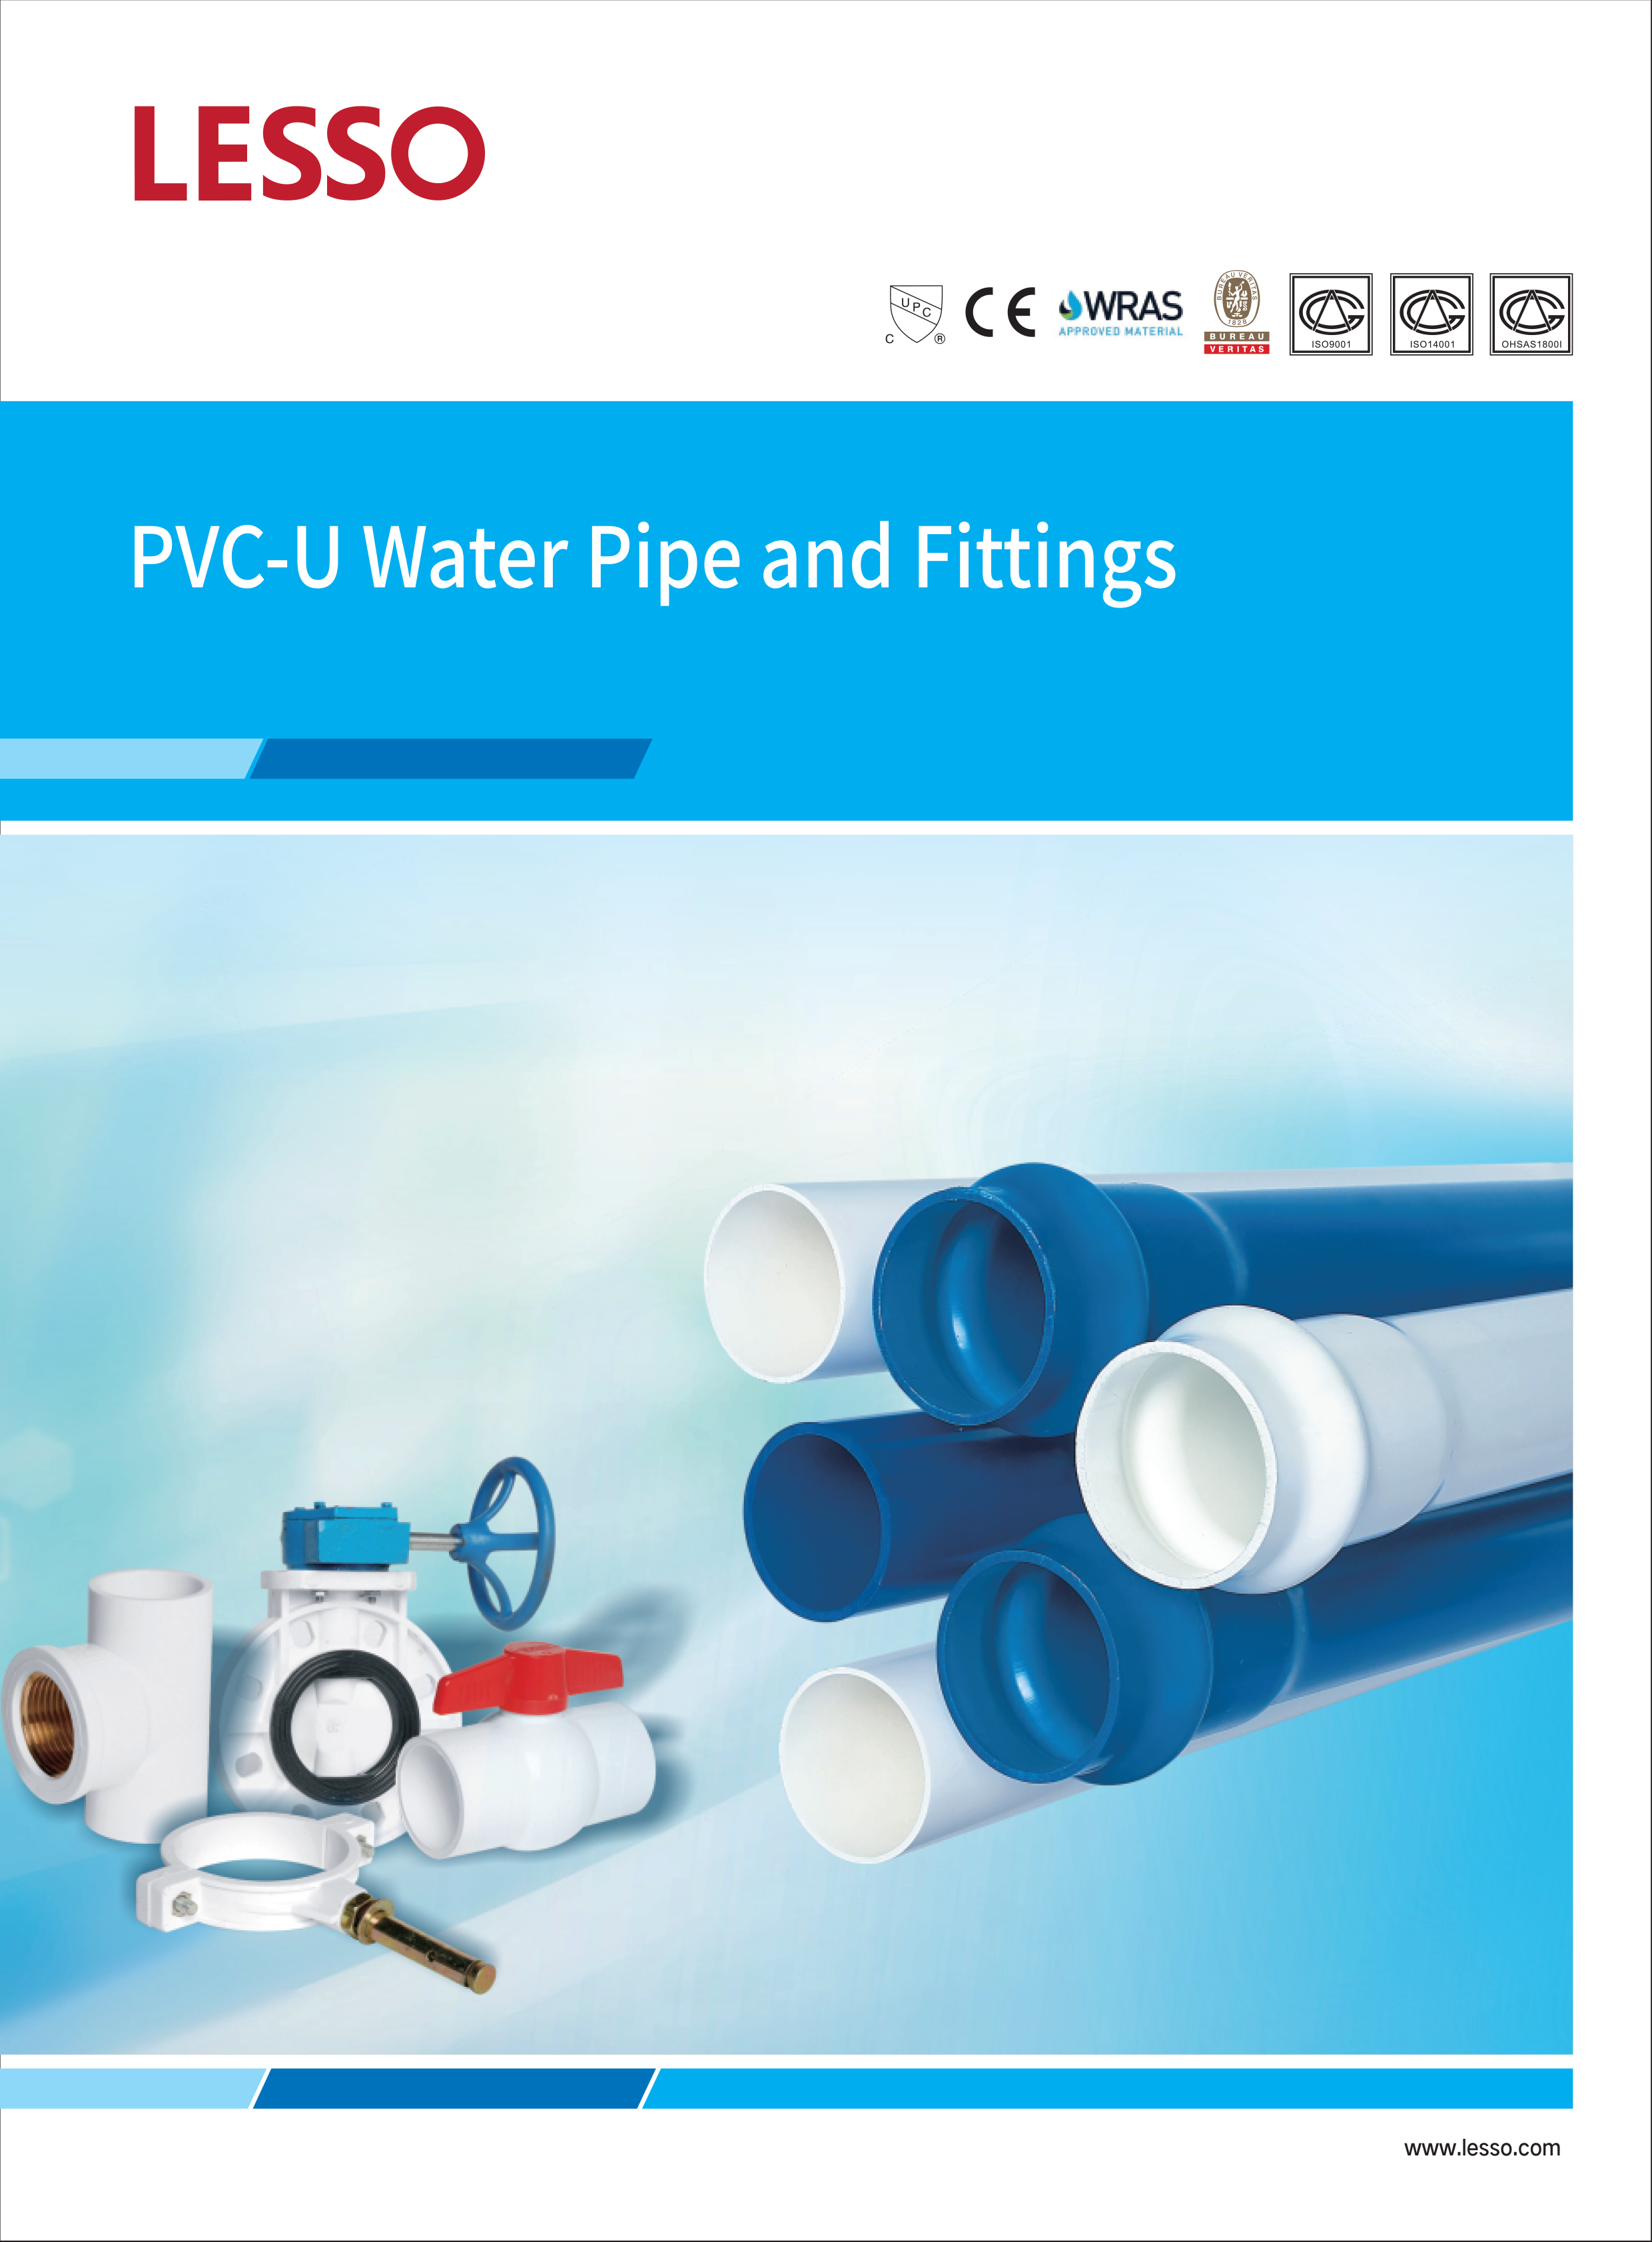 LESSO
UPC
C ®
CE
WRAS
APPROVED MATERIAL
BUREAU VERITAS
1828
BUREAU
VERITAS
ISO9001
ISO14001
OHSAS1800I
PVC-U Water Pipe and Fittings
www.lesso.com